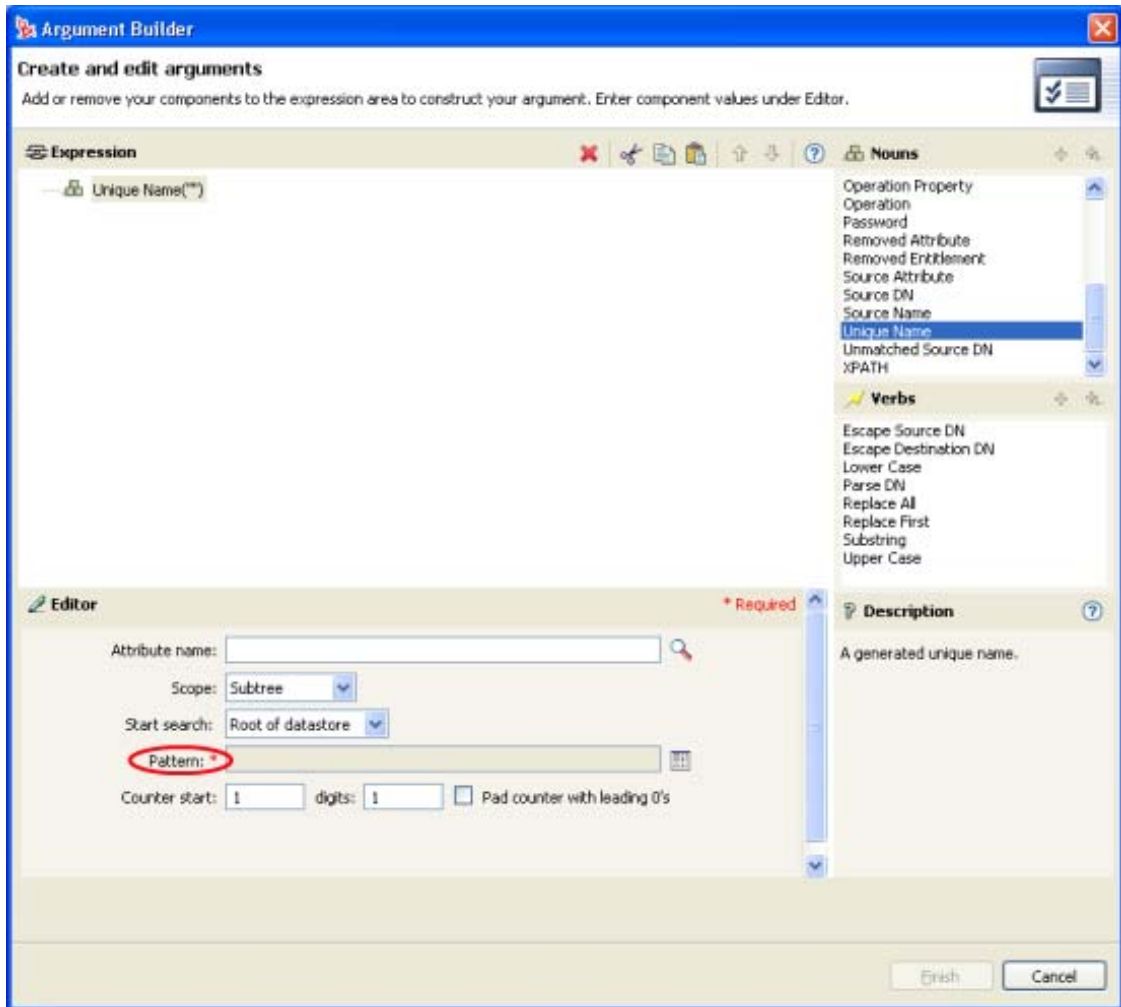 Argument Builder
Create and edit arguments
Add or remove your components to the expression area to construct your argument. Enter component values under Editor.
Expression
Unique Name("")
Nouns
Operation Property
Operation
Password
Removed Attribute
Removed Entitlement
Source Attribute
Source DN
Source Name
Unique Name
Unmatched Source DN
XPATH
Verbs
Escape Source DN
Escape Destination DN
Lower Case
Parse DN
Replace All
Replace First
Substring
Upper Case
Editor
* Required
Attribute name:
Scope: Subtree
Start search: Root of datastore
Pattern: *
Counter start: 1 digits: 1 Pad counter with leading 0's
Description
A generated unique name.
Finish Cancel